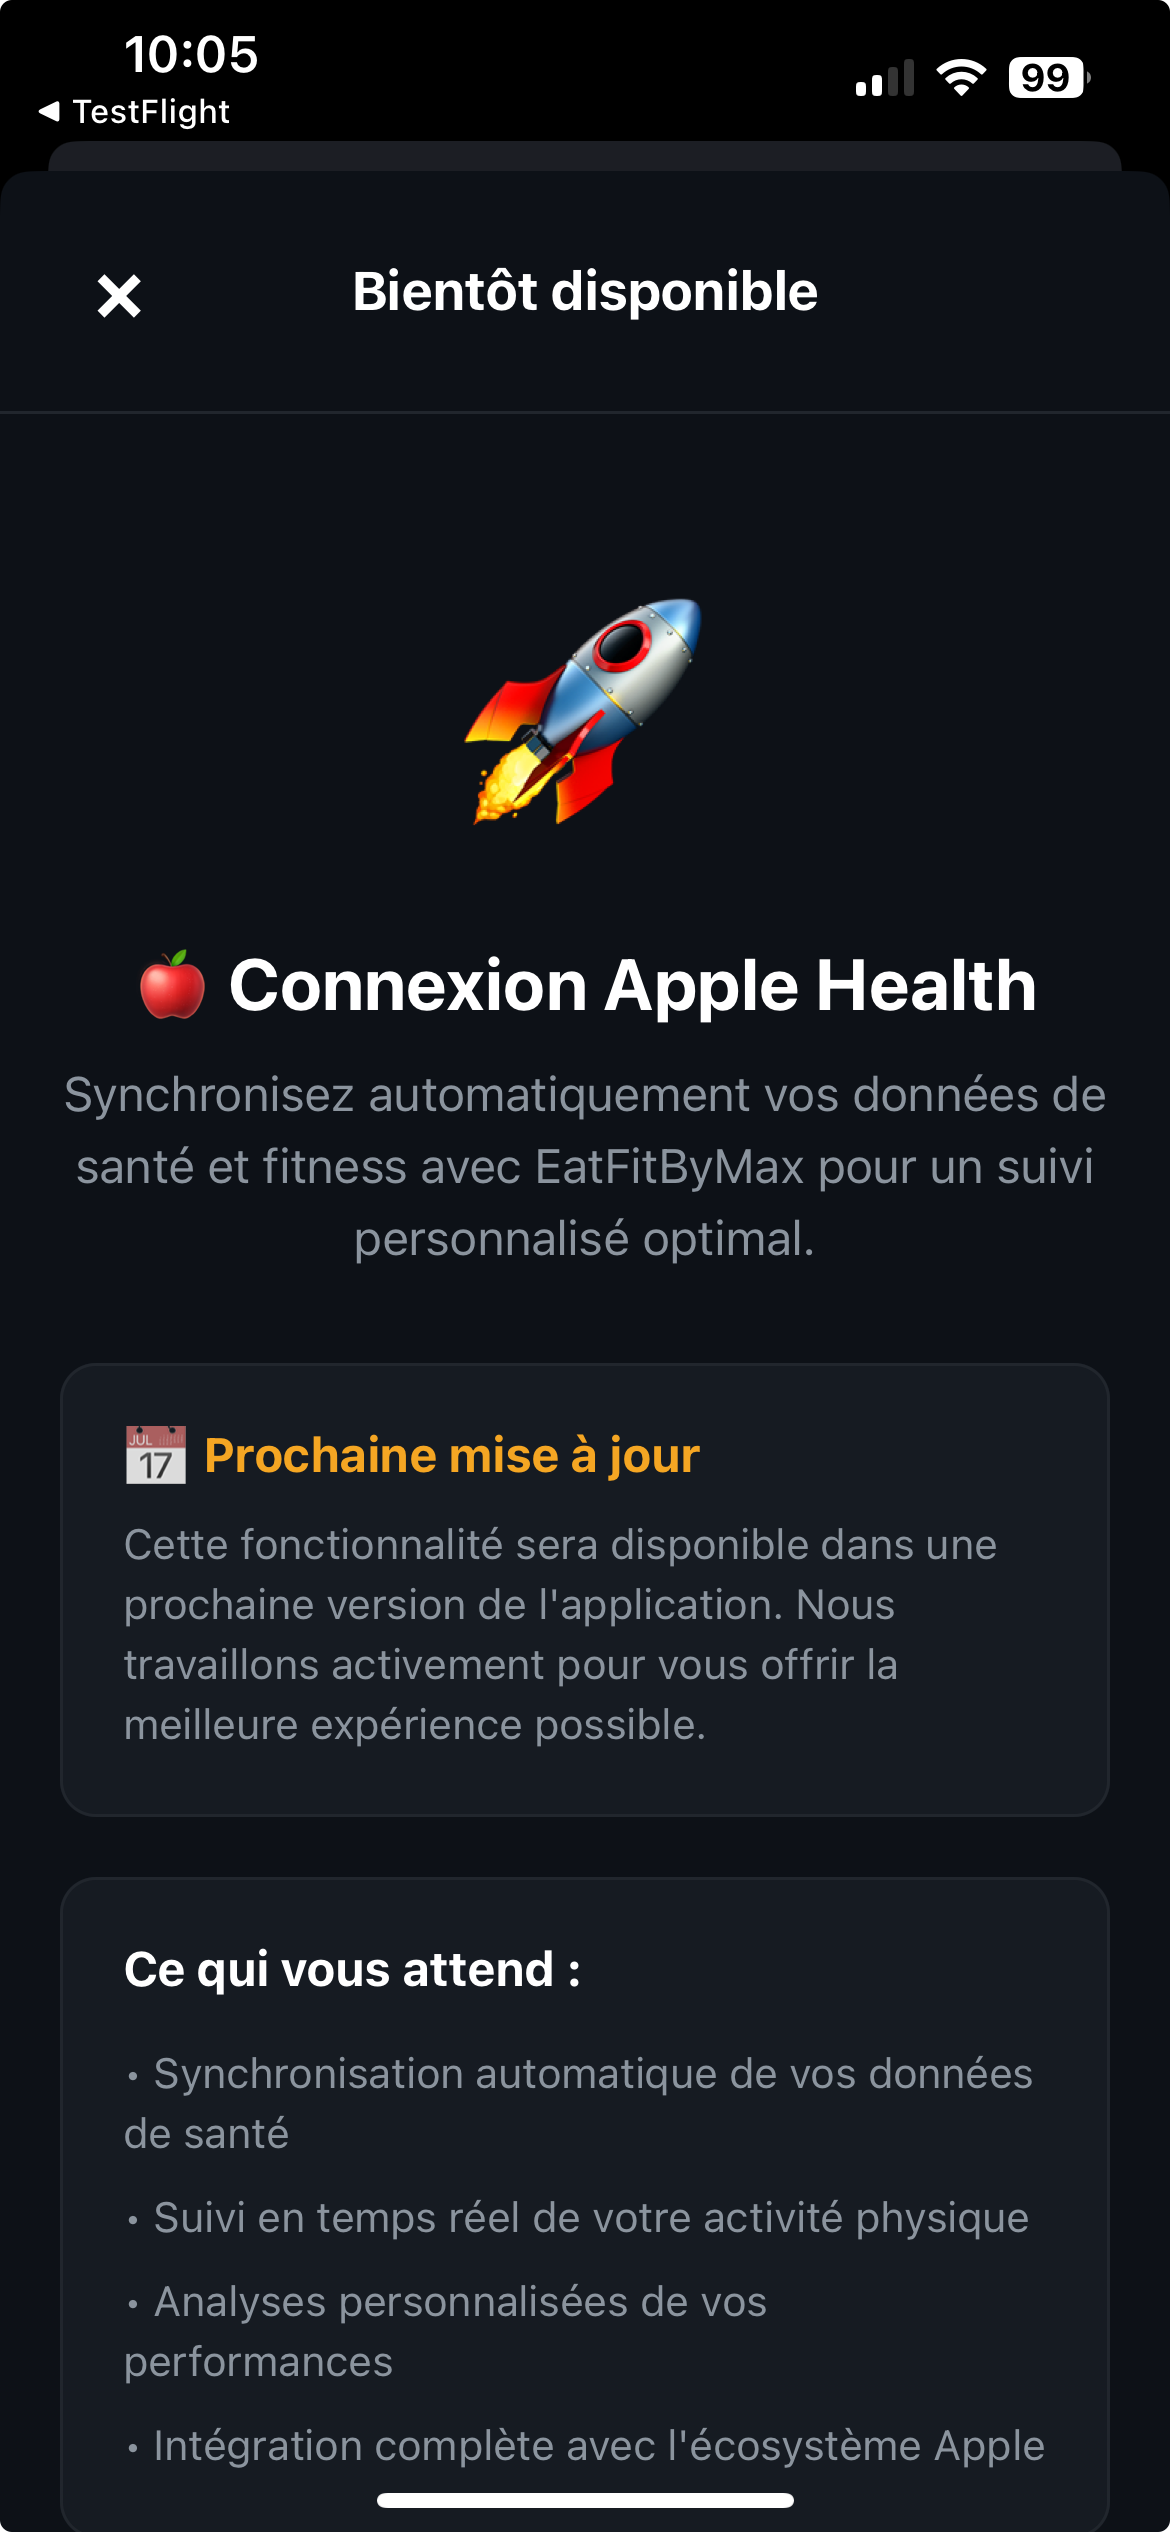 10:05
99
◀ TestFlight
Bientôt disponible
🍎 Connexion Apple Health
Synchronisez automatiquement vos données de
santé et fitness avec EatFitByMax pour un suivi
personnalisé optimal.
📅 Prochaine mise à jour
Cette fonctionnalité sera disponible dans une
prochaine version de l'application. Nous
travaillons activement pour vous offrir la
meilleure expérience possible.
Ce qui vous attend :
• Synchronisation automatique de vos données
de santé
• Suivi en temps réel de votre activité physique
• Analyses personnalisées de vos
performances
• Intégration complète avec l'écosystème Apple